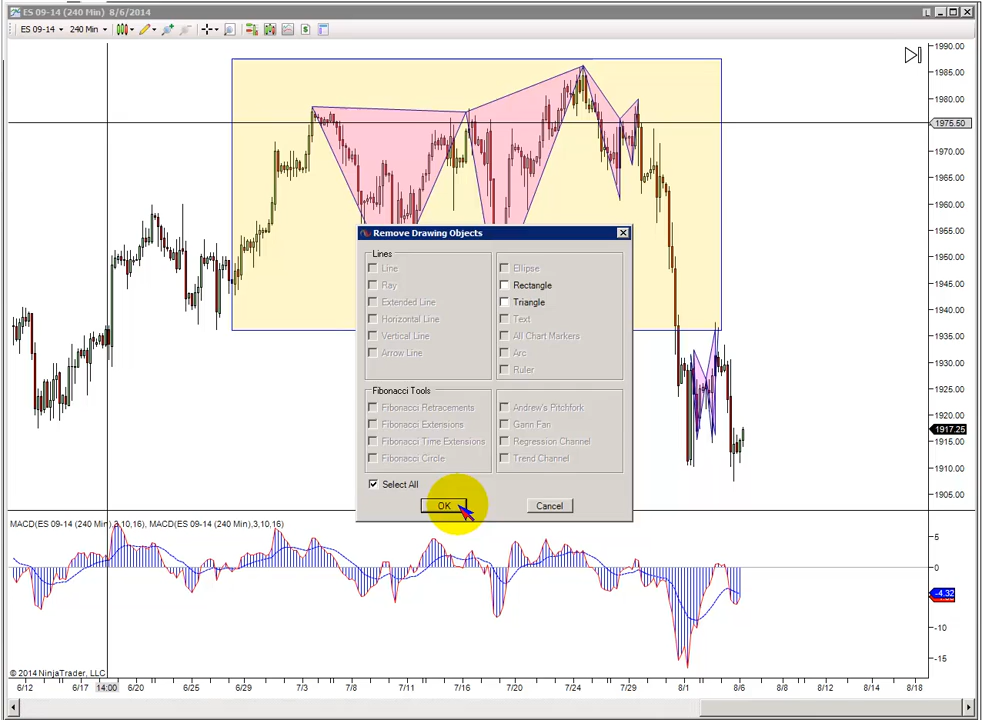 ES 09-14 (240 Min) 8/6/2014
ES 09-14 240 Min
1990.00
1985.00
1980.00
1975.50
1970.00
1965.00
1960.00
1955.00
1950.00
1945.00
1940.00
1935.00
1930.00
1925.00
1920.00
1917.25
1915.00
1910.00
1905.00
Remove Drawing Objects
Lines
Line
Ray
Extended Line
Horizontal Line
Vertical Line
Arrow Line
Ellipse
Rectangle
Triangle
Text
All Chart Markers
Arc
Ruler
Fibonacci Tools
Fibonacci Retracements
Fibonacci Extensions
Fibonacci Time Extensions
Fibonacci Circle
Andrew's Pitchfork
Gann Fan
Regression Channel
Trend Channel
Select All
OK Cancel
MACD(ES 09-14 (240 Min),3,10,16), MACD(ES 09-14 (240 Min),3,10,16)
5
0
-4.32
-10
-15
© 2014 NinjaTrader, LLC
6/12 6/17 14:00 6/20 6/25 6/29 7/3 7/8 7/11 7/16 7/20 7/24 7/29 8/1 8/6 8/8 8/12 8/14 8/18